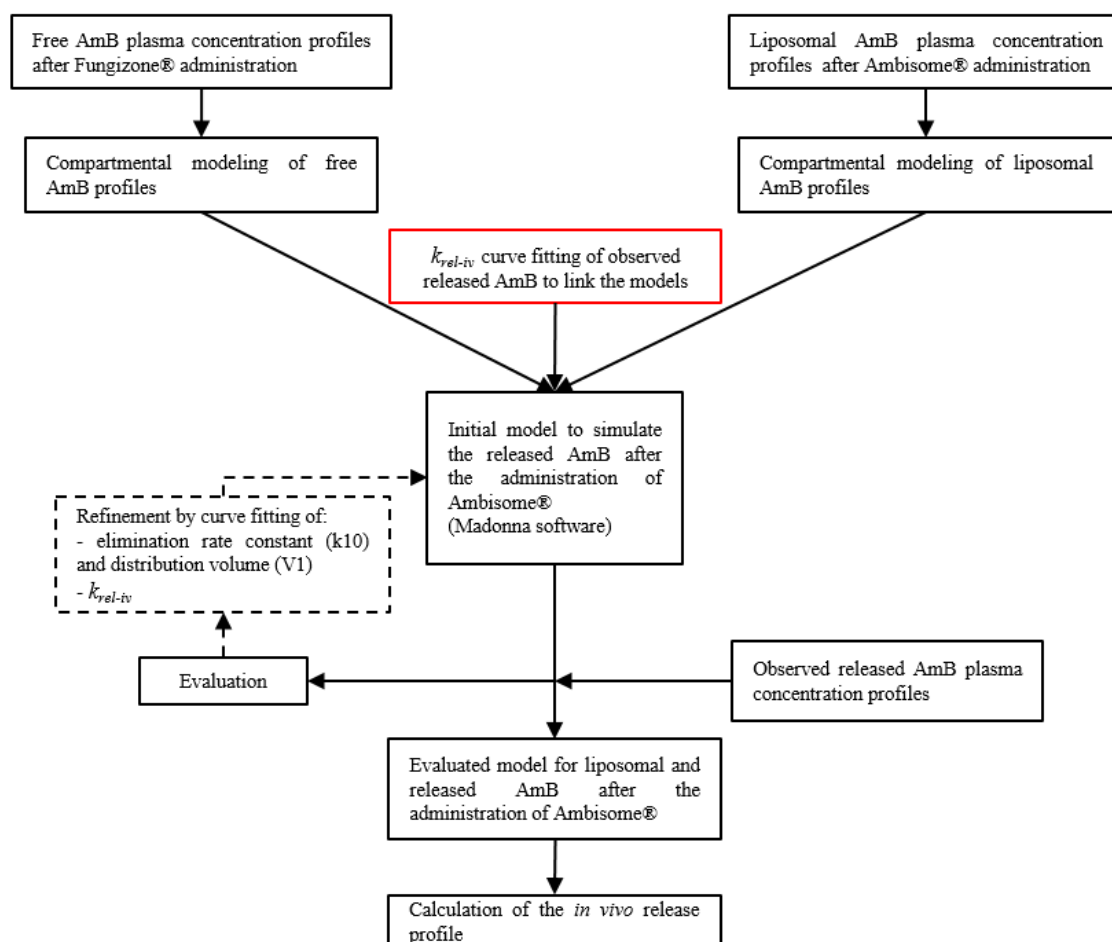 Free AmB plasma concentration profiles
after Fungizone® administration
Liposomal AmB plasma concentration
profiles after Ambisome® administration
Compartmental modeling of free
AmB profiles
Compartmental modeling of liposomal
AmB profiles
k_rel-iv curve fitting of observed
released AmB to link the models
Initial model to simulate
the released AmB after
the administration of
Ambisome®
(Madonna software)
Refinement by curve fitting of:
- elimination rate constant (k10)
and distribution volume (V1)
- k_rel-iv
Evaluation
Observed released AmB plasma
concentration profiles
Evaluated model for liposomal and
released AmB after the
administration of Ambisome®
Calculation of the in vivo release
profile